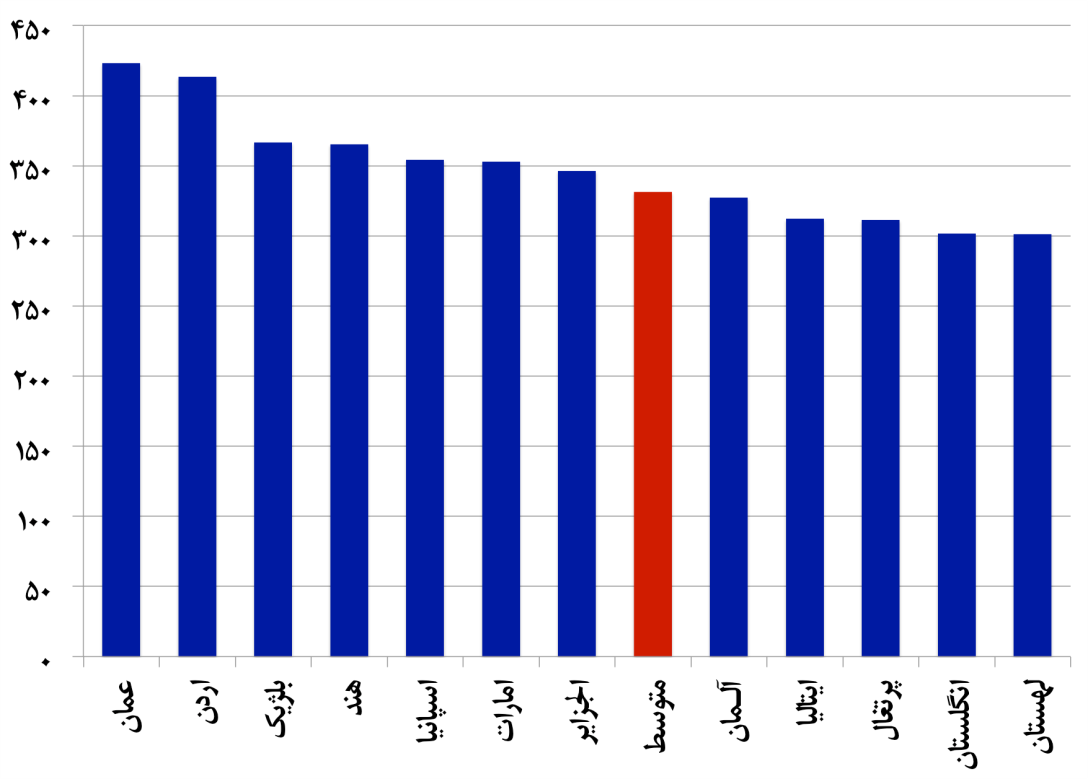 ۴۵۰
۴۰۰
۳۵۰
۳۰۰
۲۵۰
۲۰۰
۱۵۰
۱۰۰
۵۰
۰
عمان
اردن
بلژیک
هند
اسپانیا
امارات
الجزایر
متوسط
آلمان
ایتالیا
پرتغال
انگلستان
لهستان